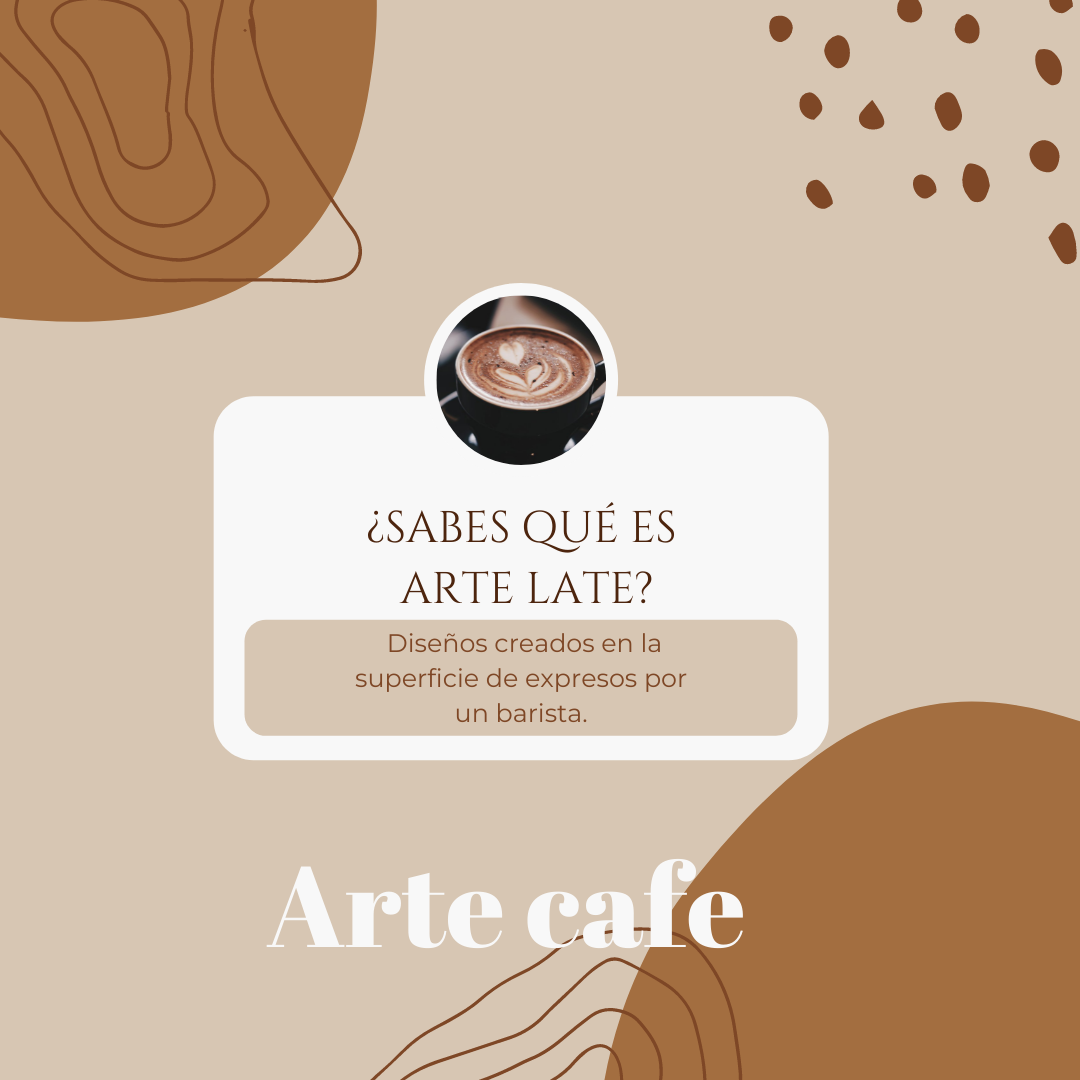 ¿SABES QUÉ ES
ARTE LATE?
Diseños creados en la
superficie de expresos por
un barista.
Arte cafe